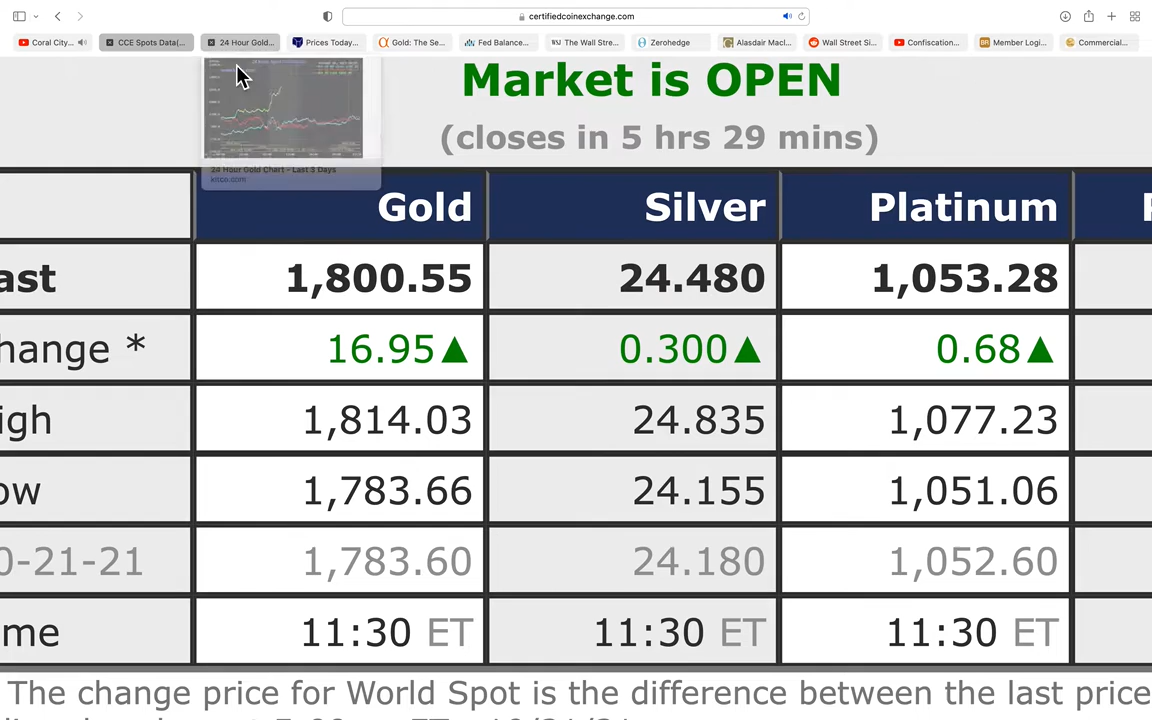 certifiedcoinexchange.com
Coral City...
CCE Spots Data(...
24 Hour Gold...
Prices Today...
Gold: The Se...
Fed Balance...
WSJ The Wall Stre...
Zerohedge
Alasdair Macl...
Wall Street Si...
Confiscation...
BR Member Logi...
Commercial...
Market is OPEN
(closes in 5 hrs 29 mins)
24 Hour Gold Chart - Last 3 Days
kitco.com
Gold Silver Platinum P
ast 1,800.55 24.480 1,053.28
hange * 16.95▲ 0.300▲ 0.68▲
igh 1,814.03 24.835 1,077.23
ow 1,783.66 24.155 1,051.06
0-21-21 1,783.60 24.180 1,052.60
me 11:30 ET 11:30 ET 11:30 ET
The change price for World Spot is the difference between the last price